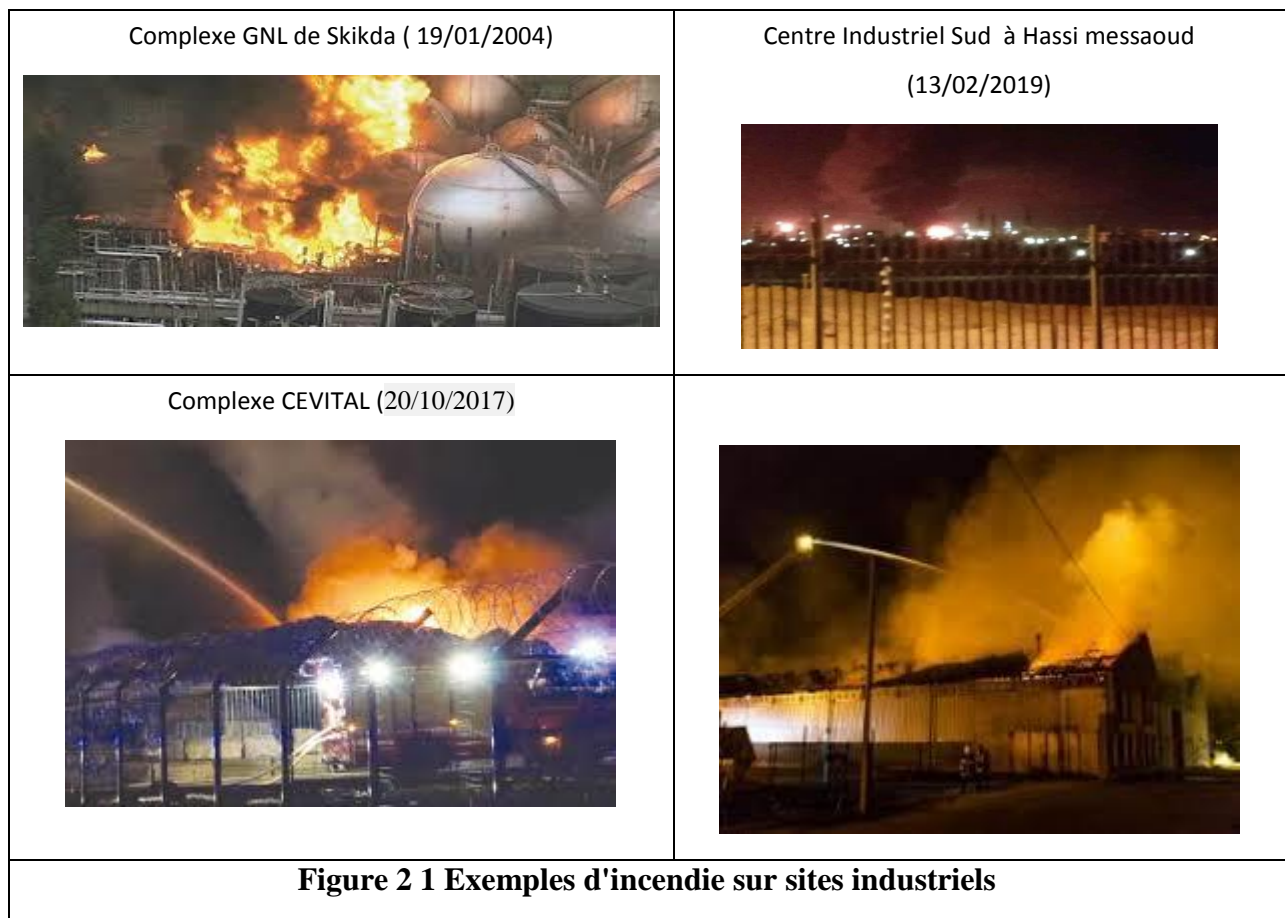 Complexe GNL de Skikda ( 19/01/2004)
Centre Industriel Sud à Hassi messaoud
(13/02/2019)
Complexe CEVITAL (20/10/2017)
Figure 2 1 Exemples d'incendie sur sites industriels